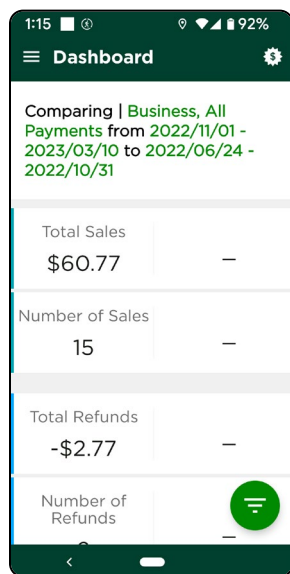 1:15 92%
Dashboard
Comparing | Business, All
Payments from 2022/11/01 -
2023/03/10 to 2022/06/24 -
2022/10/31
Total Sales
$60.77 –
Number of Sales
15 –
Total Refunds
-$2.77 –
Number of
Refunds
–